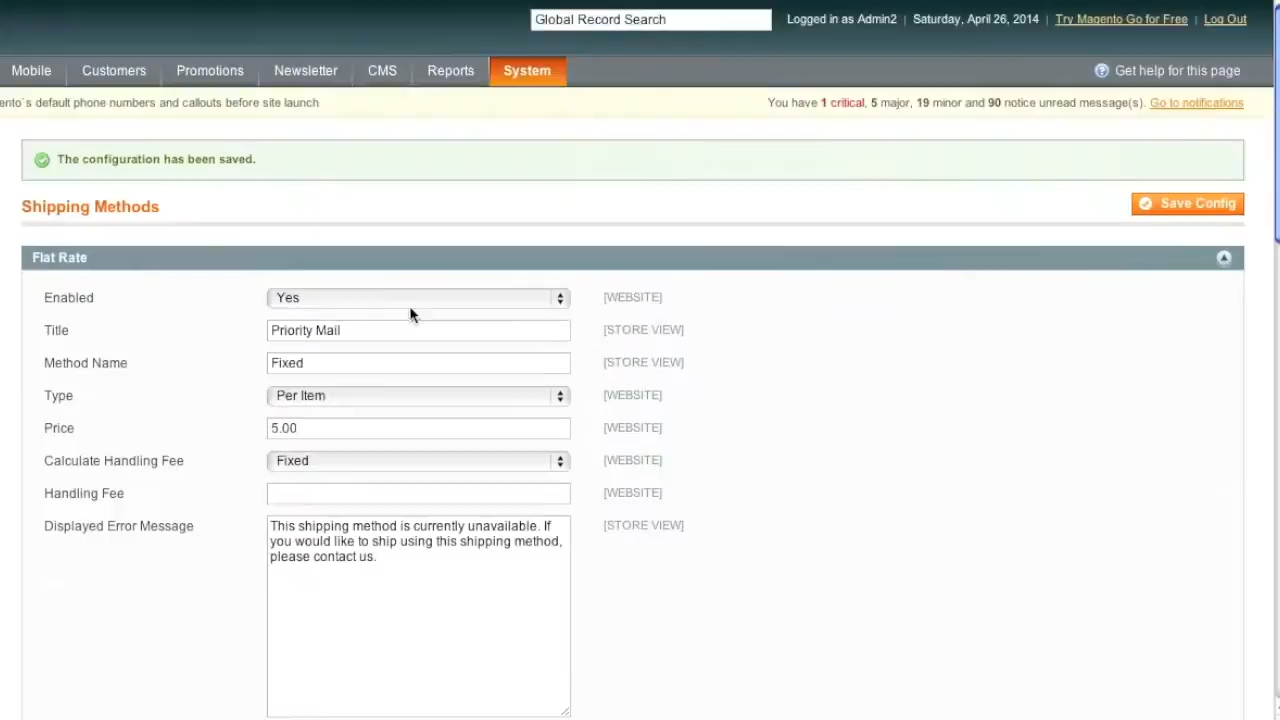 Global Record Search
Logged in as Admin2 | Saturday, April 26, 2014 | Try Magento Go for Free | Log Out
Mobile Customers Promotions Newsletter CMS Reports System Get help for this page
ento`s default phone numbers and callouts before site launch You have 1 critical, 5 major, 19 minor and 90 notice unread message(s). Go to notifications
The configuration has been saved.
Shipping Methods Save Config
Flat Rate
Enabled Yes [WEBSITE]
Title Priority Mail [STORE VIEW]
Method Name Fixed [STORE VIEW]
Type Per Item [WEBSITE]
Price 5.00 [WEBSITE]
Calculate Handling Fee Fixed [WEBSITE]
Handling Fee [WEBSITE]
Displayed Error Message This shipping method is currently unavailable. If [STORE VIEW]
you would like to ship using this shipping method,
please contact us.